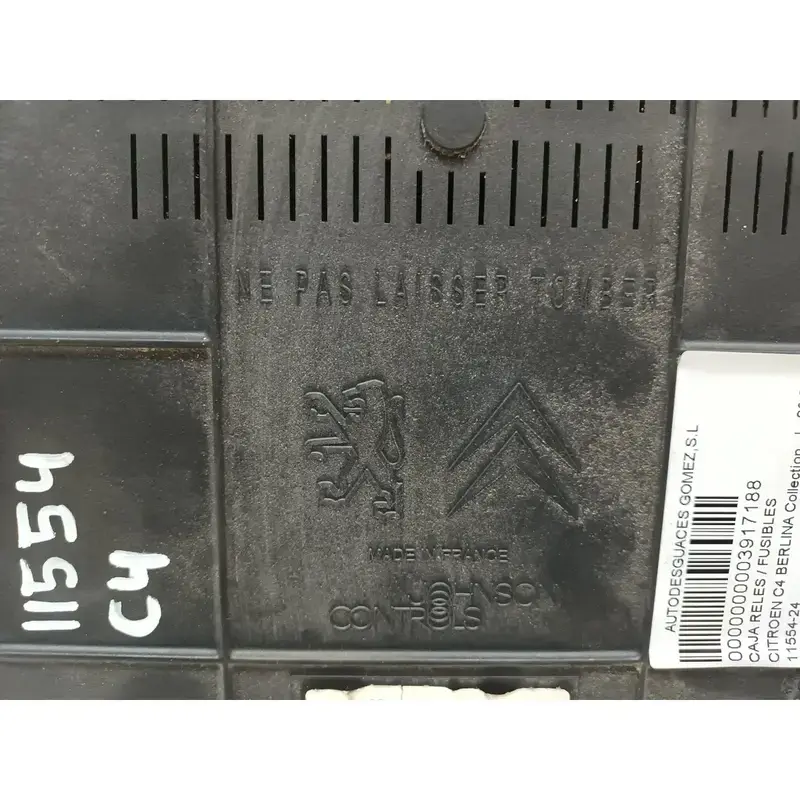 NE PAS LAISSER TOMBER
MADE IN FRANCE
JOHNSON
CONTROLS
11554
C4
AUTODESGUACES GOMEZ,S.L
0000000003917188
CAJA RELES / FUSIBLES
CITROEN C4 BERLINA Collection
11554-24